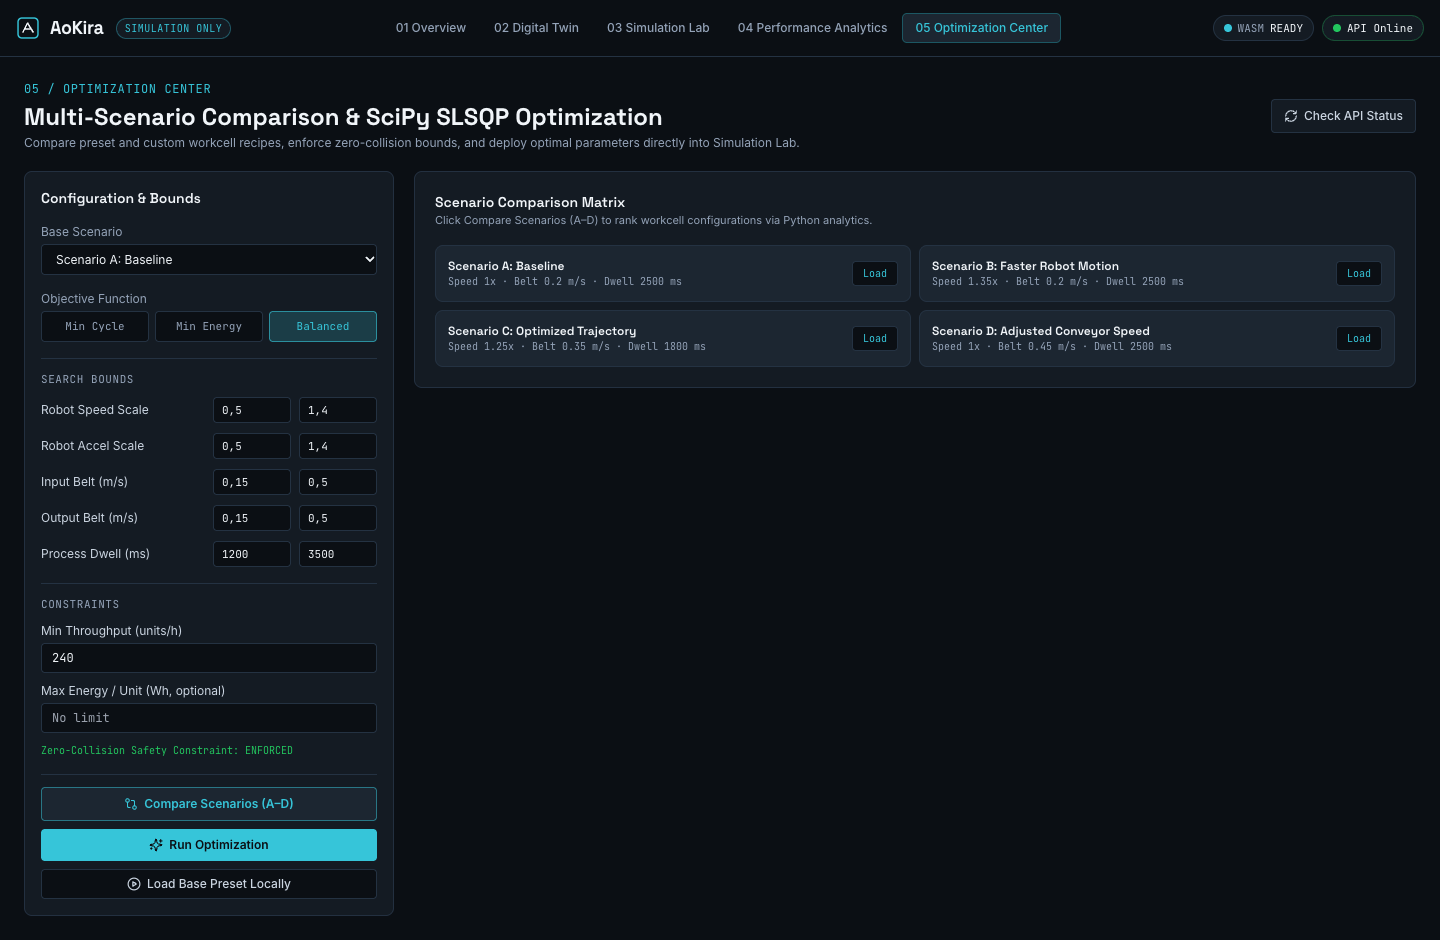 AoKira
SIMULATION ONLY
01 Overview
02 Digital Twin
03 Simulation Lab
04 Performance Analytics
05 Optimization Center
WASM READY
API Online
05 / OPTIMIZATION CENTER
Multi-Scenario Comparison & SciPy SLSQP Optimization
Compare preset and custom workcell recipes, enforce zero-collision bounds, and deploy optimal parameters directly into Simulation Lab.
Check API Status
Configuration & Bounds
Base Scenario
Scenario A: Baseline
Objective Function
Min Cycle
Min Energy
Balanced
SEARCH BOUNDS
Robot Speed Scale 0,5 1,4
Robot Accel Scale 0,5 1,4
Input Belt (m/s) 0,15 0,5
Output Belt (m/s) 0,15 0,5
Process Dwell (ms) 1200 3500
CONSTRAINTS
Min Throughput (units/h)
240
Max Energy / Unit (Wh, optional)
No limit
Zero-Collision Safety Constraint: ENFORCED
Compare Scenarios (A–D)
Run Optimization
Load Base Preset Locally
Scenario Comparison Matrix
Click Compare Scenarios (A–D) to rank workcell configurations via Python analytics.
Scenario A: Baseline
Speed 1x · Belt 0.2 m/s · Dwell 2500 ms
Load
Scenario B: Faster Robot Motion
Speed 1.35x · Belt 0.2 m/s · Dwell 2500 ms
Load
Scenario C: Optimized Trajectory
Speed 1.25x · Belt 0.35 m/s · Dwell 1800 ms
Load
Scenario D: Adjusted Conveyor Speed
Speed 1x · Belt 0.45 m/s · Dwell 2500 ms
Load